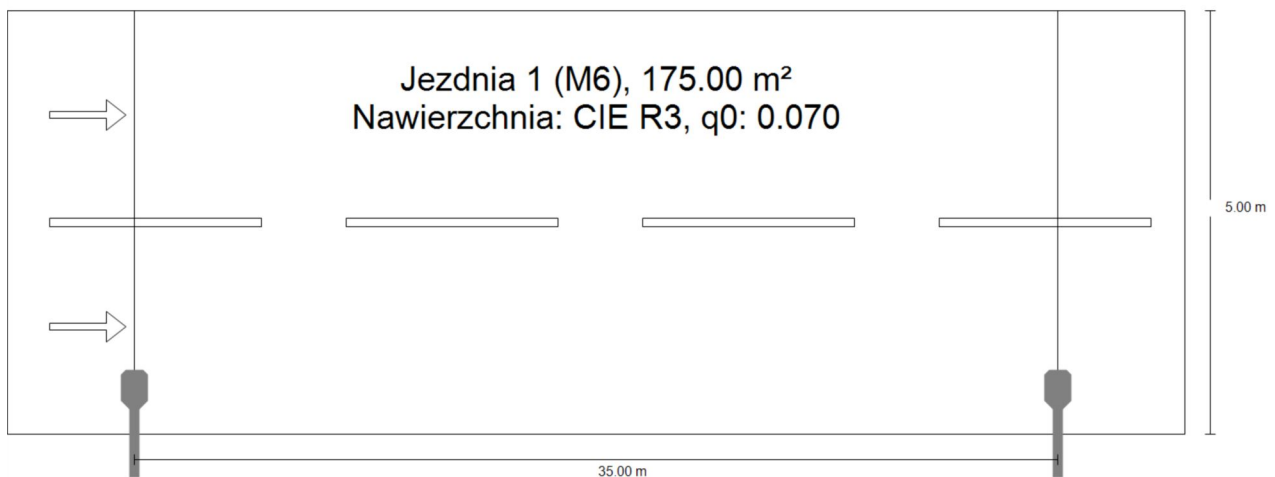 Jezdnia 1 (M6), 175.00 m²
Nawierzchnia: CIE R3, q0: 0.070
5.00 m
35.00 m